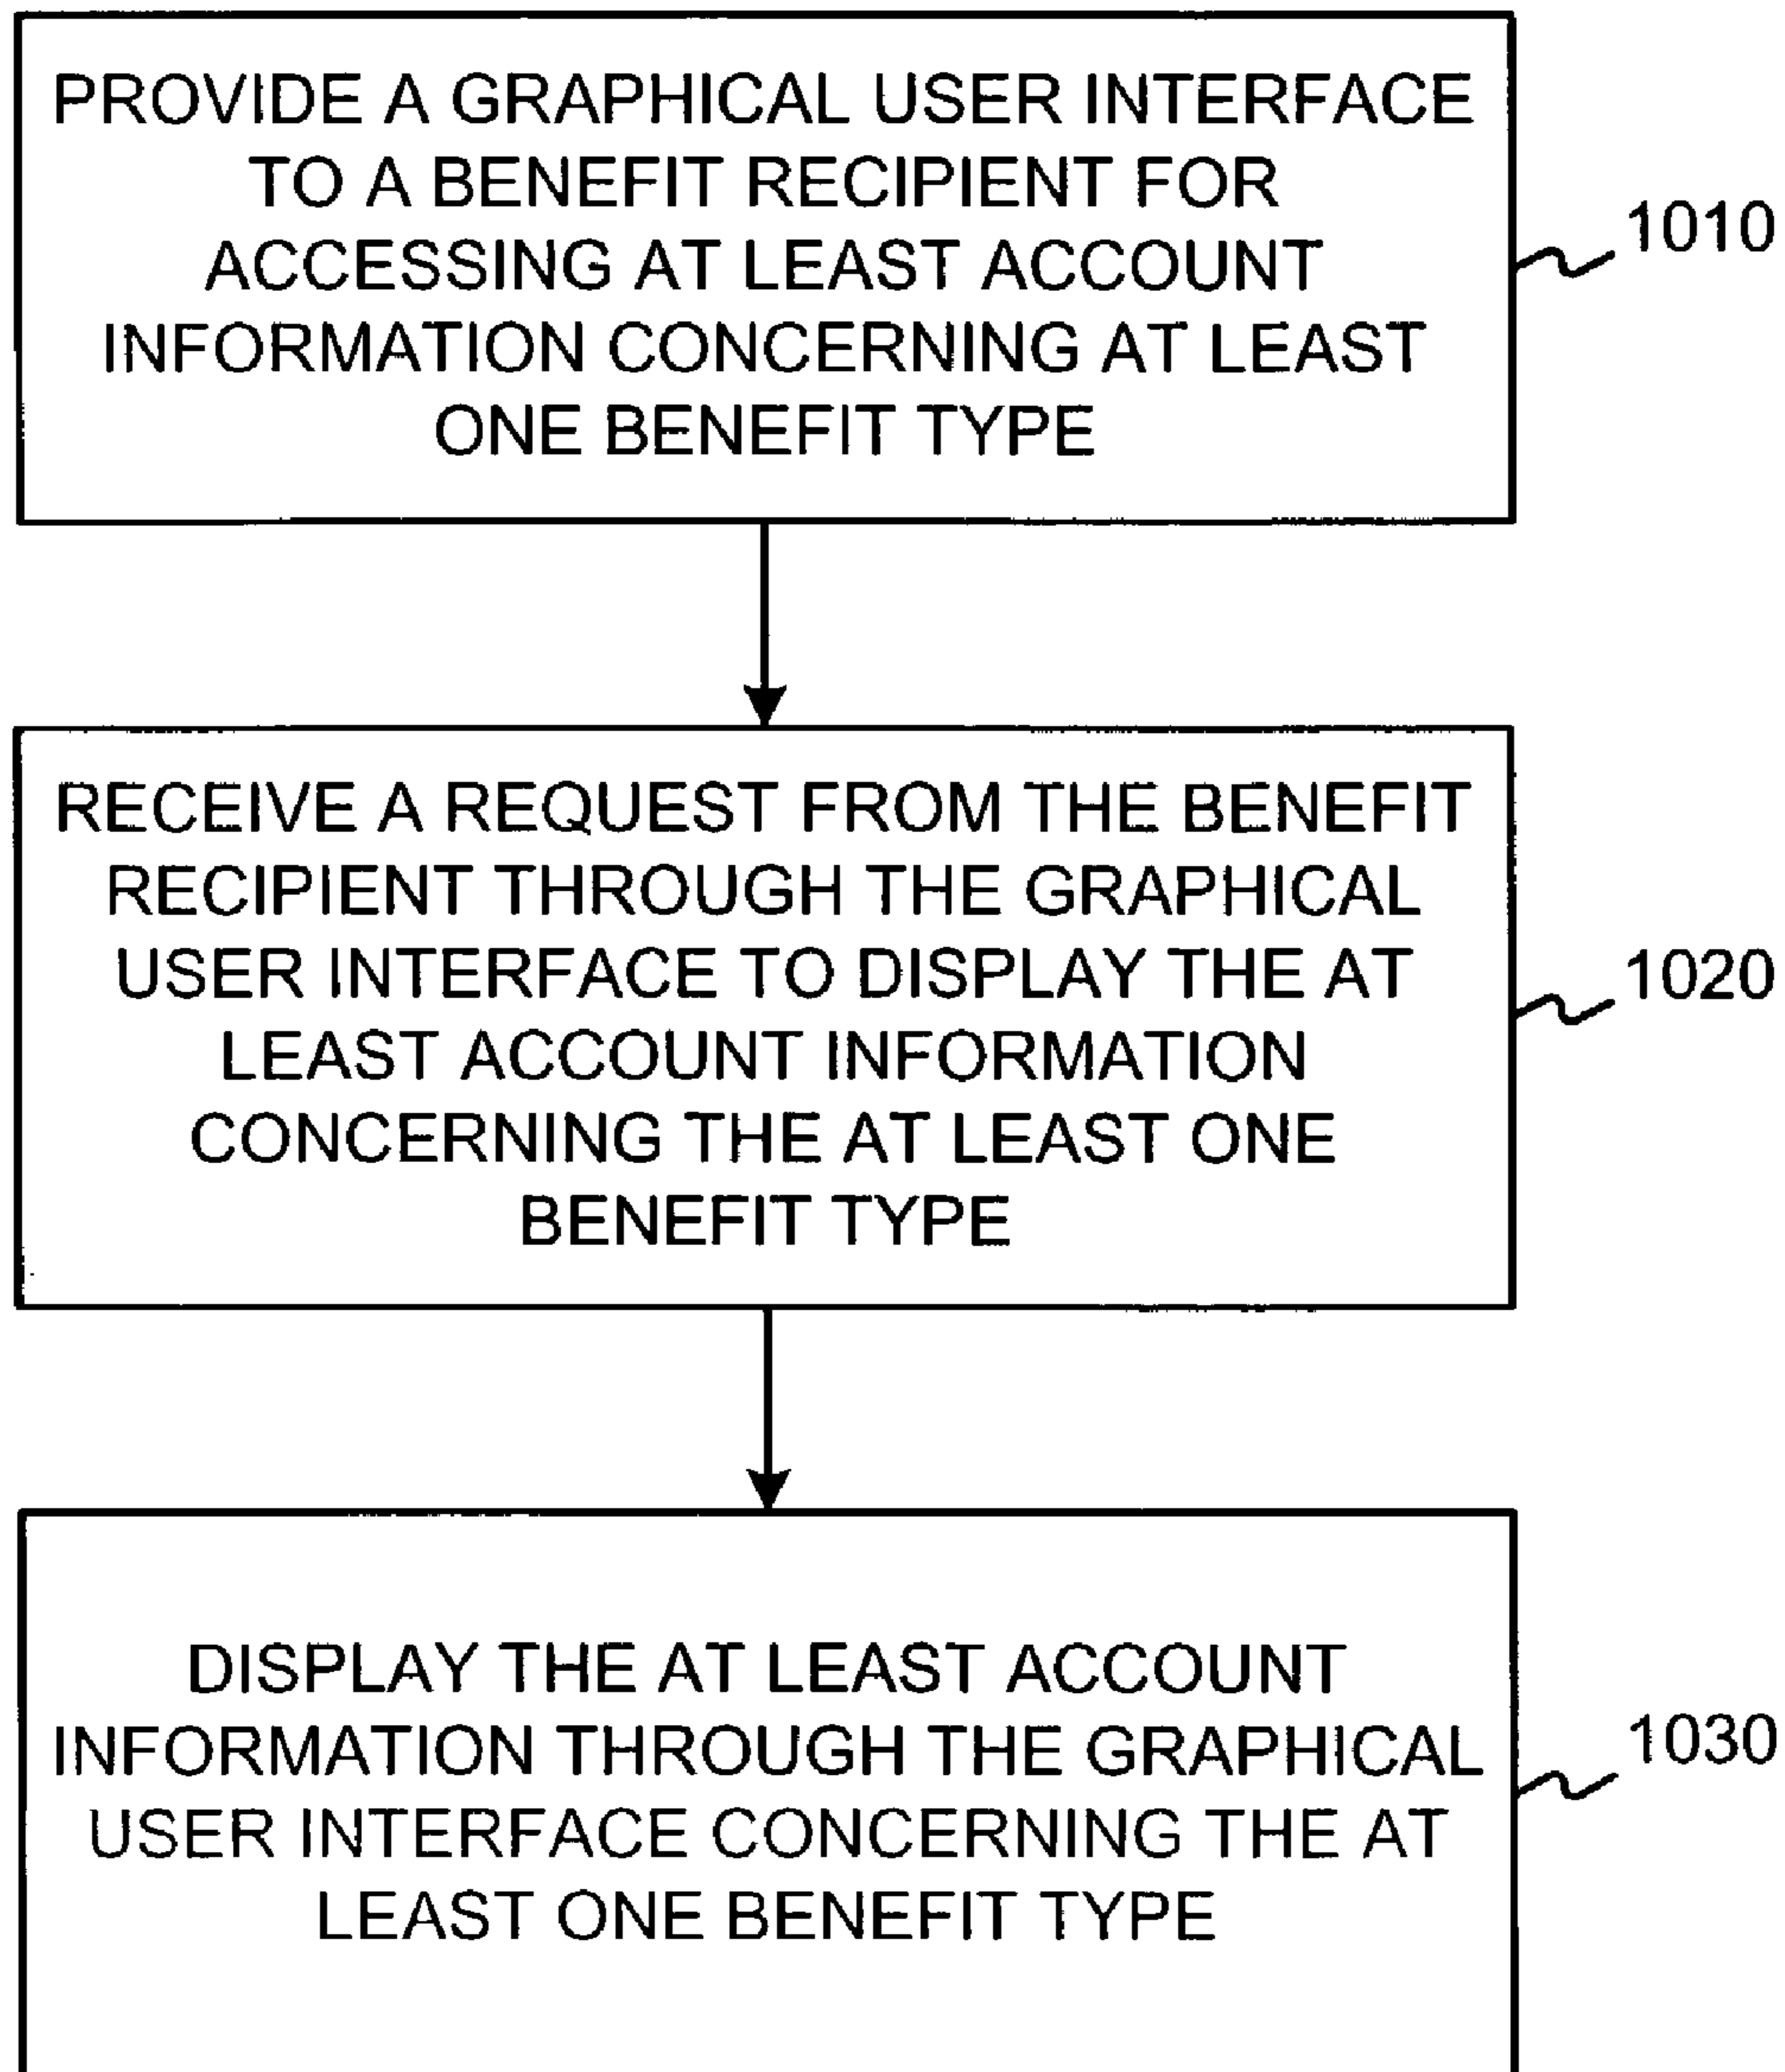 PROVIDE A GRAPHICAL USER INTERFACE
TO A BENEFIT RECIPIENT FOR
ACCESSING AT LEAST ACCOUNT
INFORMATION CONCERNING AT LEAST
ONE BENEFIT TYPE
1010
RECEIVE A REQUEST FROM THE BENEFIT
RECIPIENT THROUGH THE GRAPHICAL
USER INTERFACE TO DISPLAY THE AT
LEAST ACCOUNT INFORMATION
CONCERNING THE AT LEAST ONE
BENEFIT TYPE
1020
DISPLAY THE AT LEAST ACCOUNT
INFORMATION THROUGH THE GRAPHICAL
USER INTERFACE CONCERNING THE AT
LEAST ONE BENEFIT TYPE
1030